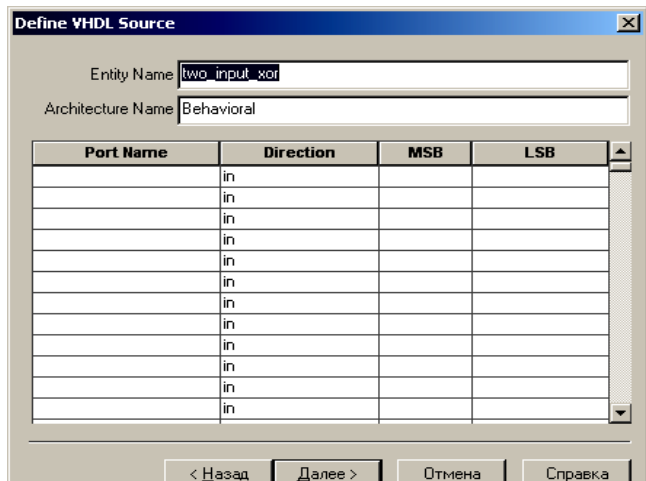 Define VHDL Source
Entity Name two_input_xor
Architecture Name Behavioral
Port Name Direction MSB LSB
in
in
in
in
in
in
in
in
in
in
in
in
< Назад Далее > Отмена Справка